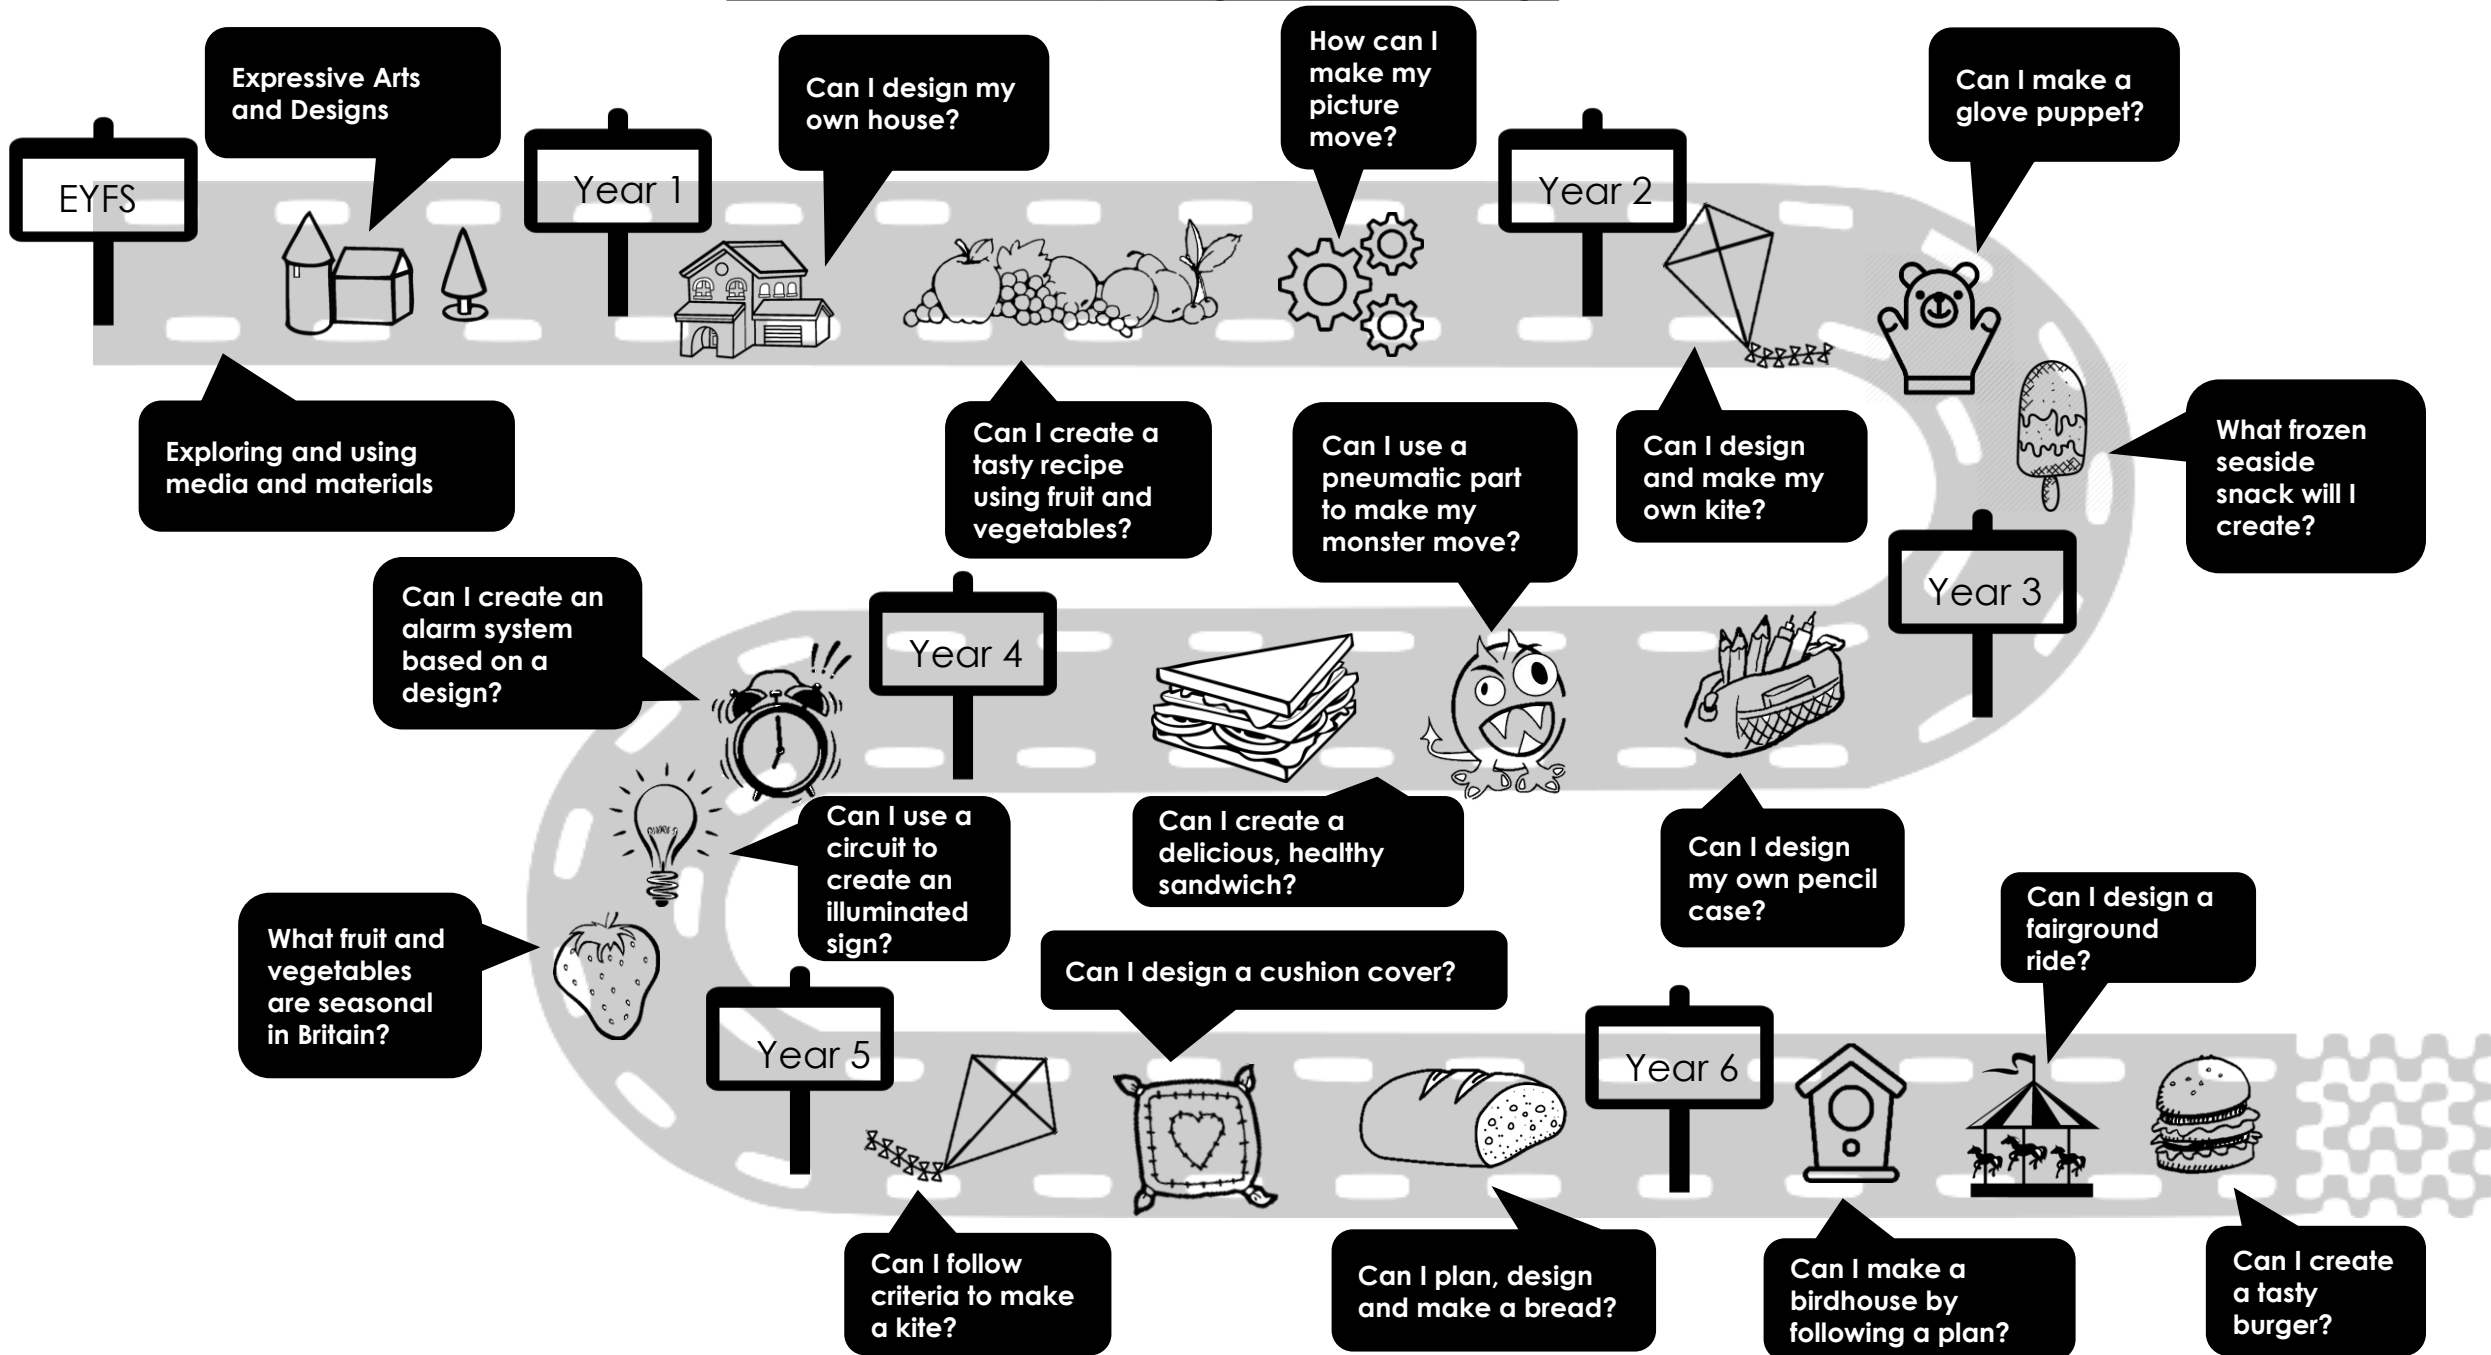 EYFS
Expressive Arts
and Designs
Exploring and using
media and materials
Year 1
Can I design my
own house?
Can I create a
tasty recipe
using fruit and
vegetables?
How can I
make my
picture
move?
Year 2
Can I design
and make my
own kite?
Can I make a
glove puppet?
What frozen
seaside
snack will I
create?
Year 3
Can I design
my own pencil
case?
Can I use a
pneumatic part
to make my
monster move?
Can I create a
delicious, healthy
sandwich?
Year 4
Can I create an
alarm system
based on a
design?
Can I use a
circuit to
create an
illuminated
sign?
What fruit and
vegetables
are seasonal
in Britain?
Year 5
Can I follow
criteria to make
a kite?
Can I design a cushion cover?
Can I plan, design
and make a bread?
Year 6
Can I make a
birdhouse by
following a plan?
Can I design a
fairground
ride?
Can I create
a tasty
burger?